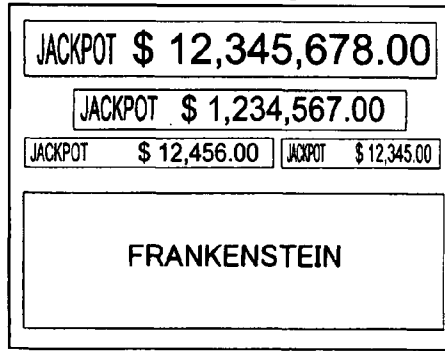 JACKPOT $ 12,345,678.00
JACKPOT $ 1,234,567.00
JACKPOT $ 12,456.00 JACKPOT $ 12,345.00
FRANKENSTEIN